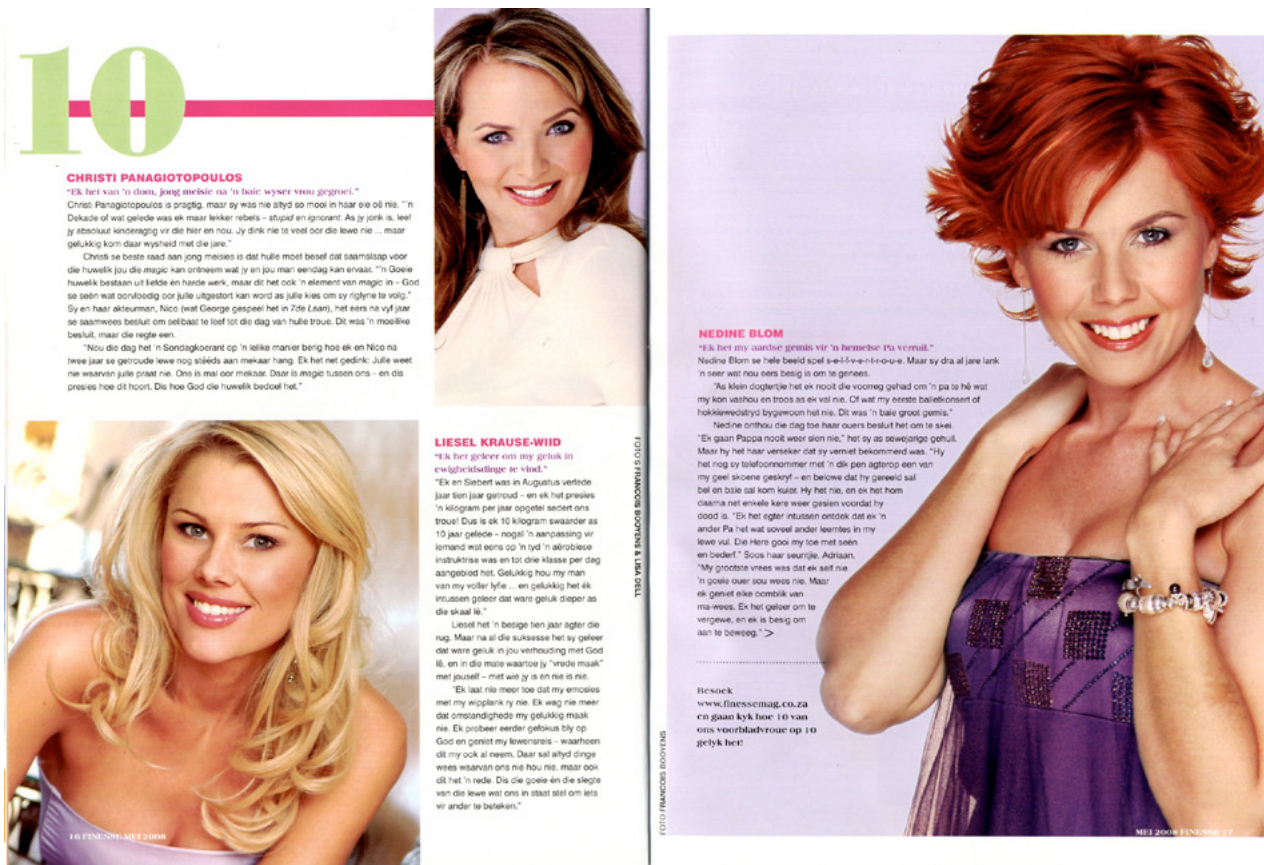 10
CHRISTI PANAGIOTOPOULOS
"Ek het van 'n dom, jong meisie na 'n baie wyser vrou gegroei."
Christi Panagiotopoulos is pragtig, maar sy was nie altyd so mooi in haar eie oë nie. "'n
Dekade of wat gelede was ek maar lekker rebels – stupid en ignorant. As jy jonk is, leef
jy absoluut kinderagtig vir die hier en nou. Jy dink nie te veel oor die lewe nie ... maar
gelukkig kom daar wysheid met die jare."
Christi se beste raad aan jong meisies is dat hulle moet besef dat saamslaap voor
die huwelik jou die magic kan ontneem wat jy en jou man eendag kan ervaar. "'n Goeie
huwelik bestaan uit liefde én harde werk, maar dit het ook 'n element van magic in – God
se seën wat oorvloedig oor julle uitgestort kan word as julle kies om sy riglyne te volg."
Sy en haar akteurman, Nico (wat George gespeel het in 7de Laan), het eers na vyf jaar
se saamwees besluit om selibaat te leef tot die dag van hulle troue. Dit was 'n moeilike
besluit, maar die regte een.
"Nou die dag het 'n Sondagkoerant op 'n lelike manier berig hoe ek en Nico na
twee jaar se getroude lewe nog stééds aan mekaar hang. Ek het net gedink: Julle weet
nie waarvan julle praat nie. Ons is mal oor mekaar. Daar is magic tussen ons – en dis
presies hoe dit hoort. Dis hoe God die huwelik bedoel het."
LIESEL KRAUSE-WIID
"Ek het geleer om my geluk in
ewigheidsdinge te vind."
"Ek en Siebert was in Augustus verlede
jaar tien jaar getroud – en ek het presies
'n kilogram per jaar opgetel sedert ons
troue! Dus is ek 10 kilogram swaarder as
10 jaar gelede – nogal 'n aanpassing vir
iemand wat eens op 'n tyd 'n aërobiese
instruktrise was en tot drie klasse per dag
aangebied het. Gelukkig hou my man
van my voller lyfie ... en gelukkig het ék
intussen geleer dat ware geluk dieper as
die skaal lê."
Liesel het 'n besige tien jaar agter die
rug. Maar na al die suksesse het sy geleer
dat ware geluk in jou verhouding met God
lê, en in die mate waartoe jy "vrede maak"
met jouself – met wie jy is en nie is nie.
"Ek laat nie meer toe dat my emosies
met my wipplank ry nie. Ek wag nie meer
dat omstandighede my gelukkig maak
nie. Ek probeer eerder gefokus bly op
God en geniet my lewensreis – waarheen
dit my ook al neem. Daar sal altyd dinge
wees waarvan ons nie hou nie, maar ook
dit het 'n rede. Dis die goeie én die slegte
van die lewe wat ons in staat stel om iets
vir ander te beteken."
FOTO'S FRANCOIS BOOYENS & LISA DELL
16 FINESSE MEI 2008
NEDINE BLOM
"Ek het my aardse gemis vir 'n hemelse Pa verruil."
Nedine Blom se hele beeld spel s-e-l-f-v-e-r-t-r-o-u-e. Maar sy dra al jare lank
'n seer wat nou eers besig is om te genees.
"As klein dogtertjie het ek nooit die voorreg gehad om 'n pa te hê wat
my kon vashou en troos as ek val nie. Of wat my eerste balletkonsert of
hokkiewedstryd bygewoon het nie. Dit was 'n baie groot gemis."
Nedine onthou die dag toe haar ouers besluit het om te skei.
"Ek gaan Pappa nooit weer sien nie," het sy as sewejarige gehuil.
Maar hy het haar verseker dat sy verniet bekommerd was. "Hy
het nog sy telefoonnommer met 'n dik pen agterop een van
my geel skoene geskryf – en belowe dat hy gereeld sal
bel en baie sal kom kuier. Hy het nie, en ek het hom
daarna net enkele kere weer gesien voordat hy
dood is. "Ek het egter intussen ontdek dat ek 'n
ander Pa het wat soveel ander leemtes in my
lewe vul. Die Here gooi my toe met seën
en bederf." Soos haar seuntjie, Adriaan.
"My grootste vrees was dat ek self nie
'n goeie ouer sou wees nie. Maar
ek geniet elke oomblik van
ma-wees. Ek het geleer om te
vergewe, en ek is besig om
aan te beweeg." >
Besoek
www.finessemag.co.za
en gaan kyk hoe 10 van
ons voorbladvroue op 10
gelyk het!
FOTO FRANCOIS BOOYENS
MEI 2008 FINESSE 17